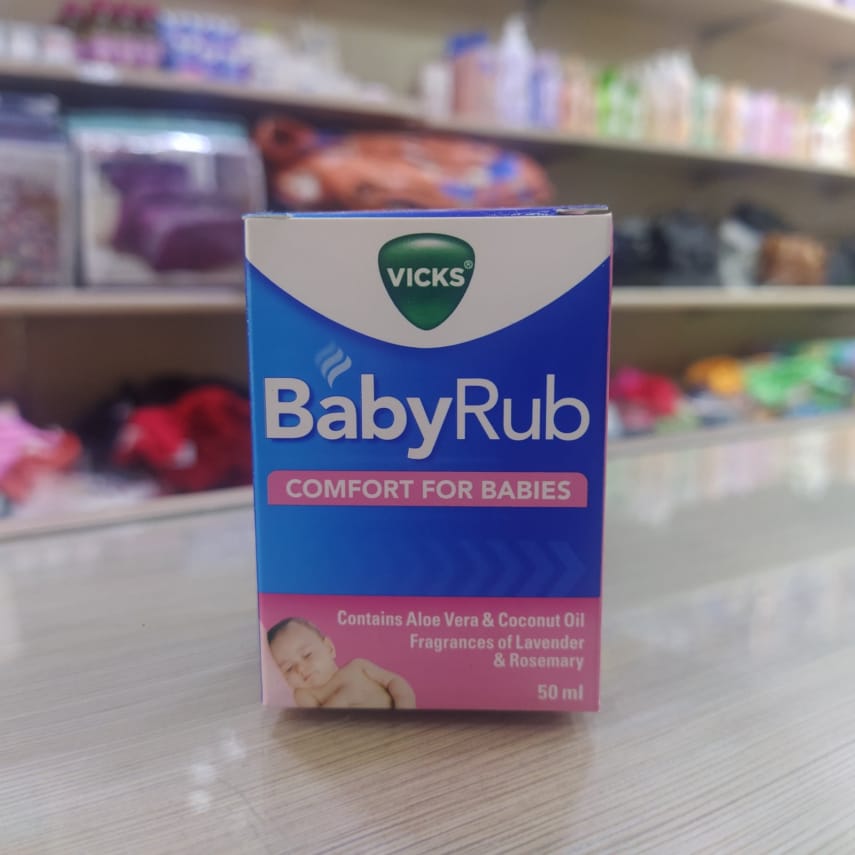 VICKS®
BabyRub
COMFORT FOR BABIES
Contains Aloe Vera & Coconut Oil
Fragrances of Lavender
& Rosemary
50 ml